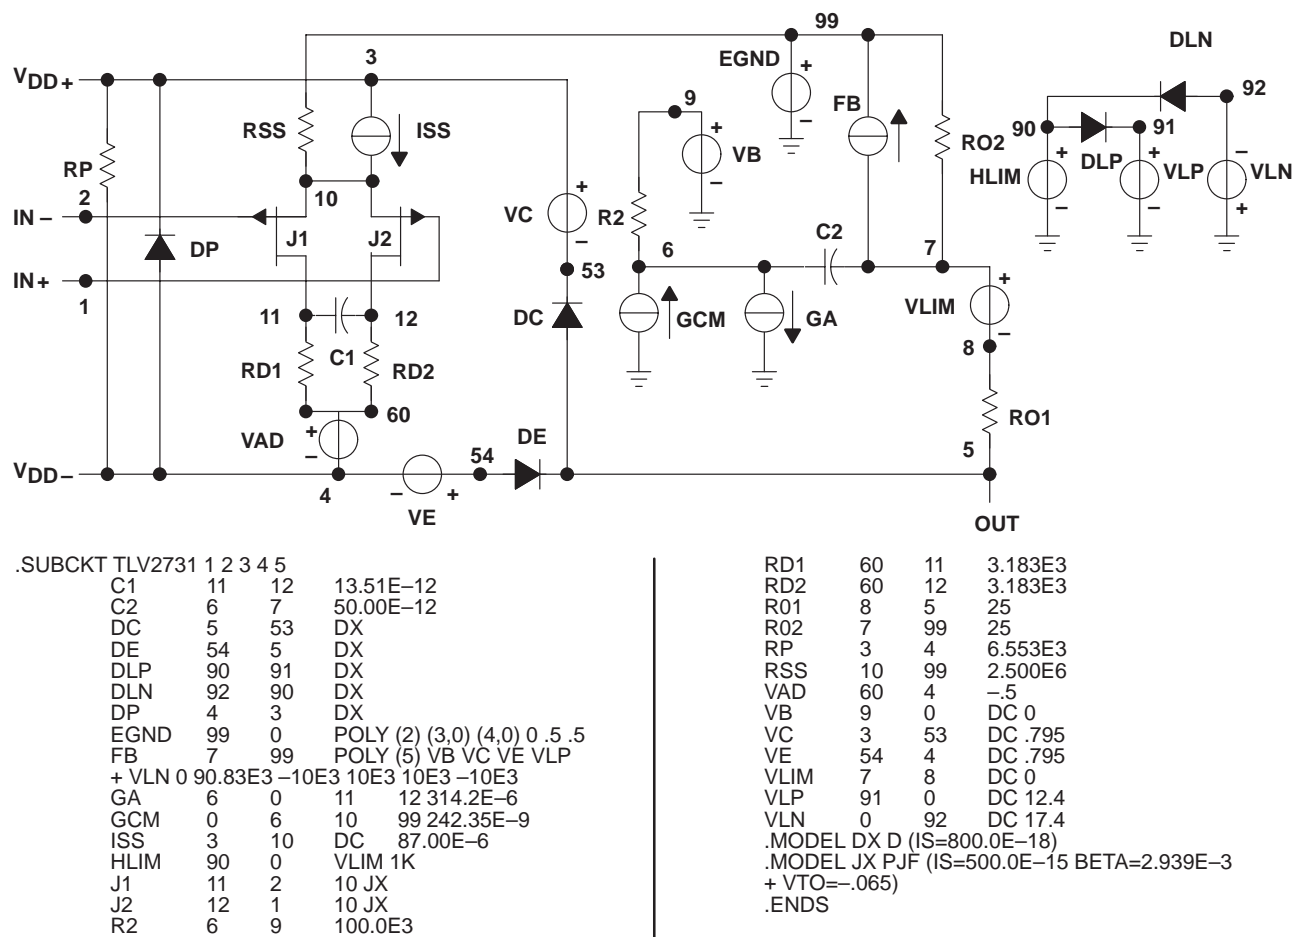 99
DLN
3
VDD+
EGND
+
92
9
FB
–
RSS
ISS
+
VB
–
RO2
90
91
–
+
RP
DLP
+
+
HLIM
VLP
VLN
–
–
+
10
2
IN –
+
VC
–
R2
C2
J1
J2
DP
6
7
IN+
53
1
+
VLIM
–
11
12
DC
GCM
GA
8
C1
RD1
RD2
60
RO1
VAD
+
–
DE
54
5
VDD–
4
–
+
VE
OUT
.SUBCKT TLV2731 1 2 3 4 5
C1 11 12 13.51E–12
C2 6 7 50.00E–12
DC 5 53 DX
DE 54 5 DX
DLP 90 91 DX
DLN 92 90 DX
DP 4 3 DX
EGND 99 0 POLY (2) (3,0) (4,0) 0 .5 .5
FB 7 99 POLY (5) VB VC VE VLP
+ VLN 0 90.83E3 –10E3 10E3 10E3 –10E3
GA 6 0 11 12 314.2E–6
GCM 0 6 10 99 242.35E–9
ISS 3 10 DC 87.00E–6
HLIM 90 0 VLIM 1K
J1 11 2 10 JX
J2 12 1 10 JX
R2 6 9 100.0E3
RD1 60 11 3.183E3
RD2 60 12 3.183E3
R01 8 5 25
R02 7 99 25
RP 3 4 6.553E3
RSS 10 99 2.500E6
VAD 60 4 –.5
VB 9 0 DC 0
VC 3 53 DC .795
VE 54 4 DC .795
VLIM 7 8 DC 0
VLP 91 0 DC 12.4
VLN 0 92 DC 17.4
.MODEL DX D (IS=800.0E–18)
.MODEL JX PJF (IS=500.0E–15 BETA=2.939E–3
+ VTO=–.065)
.ENDS